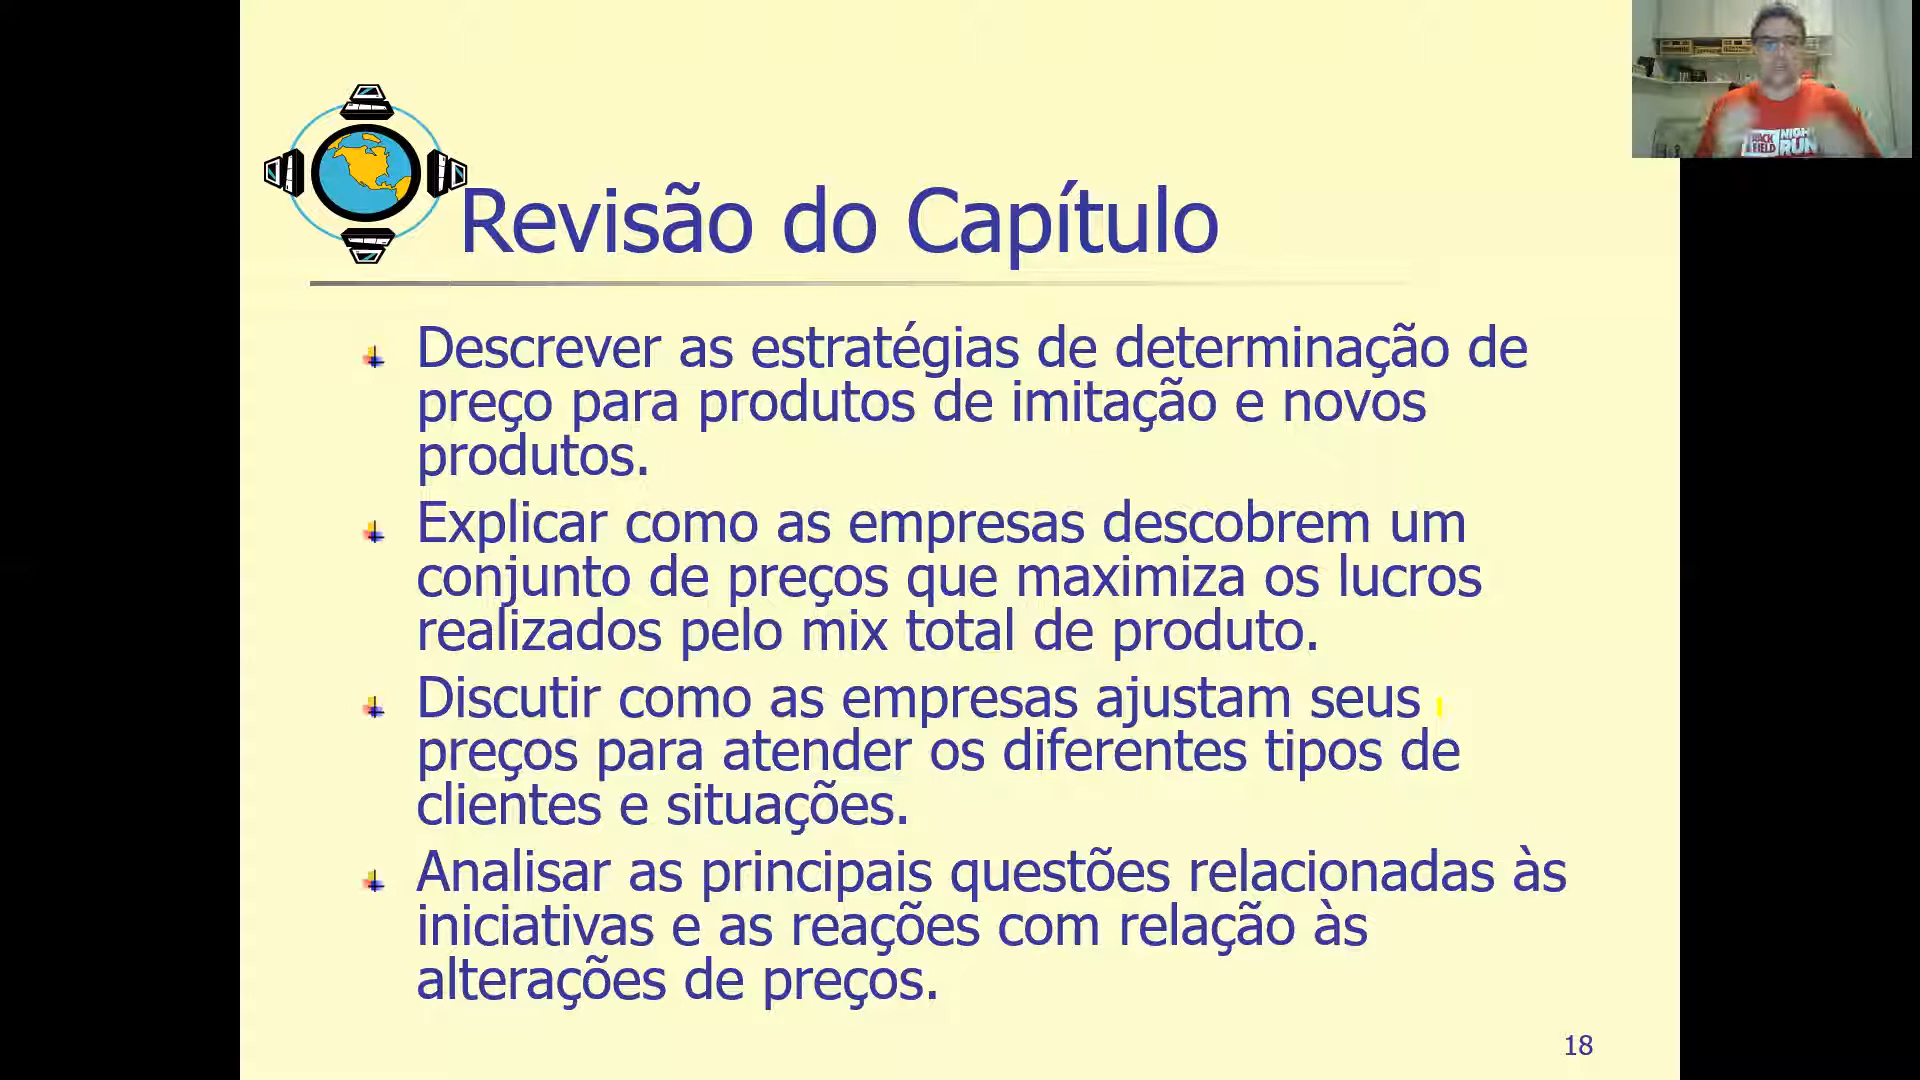 Revisão do Capítulo
Descrever as estratégias de determinação de
preço para produtos de imitação e novos
produtos.
Explicar como as empresas descobrem um
conjunto de preços que maximiza os lucros
realizados pelo mix total de produto.
Discutir como as empresas ajustam seus
preços para atender os diferentes tipos de
clientes e situações.
Analisar as principais questões relacionadas às
iniciativas e as reações com relação às
alterações de preços.
18
NIGHT
RUN
FIELD